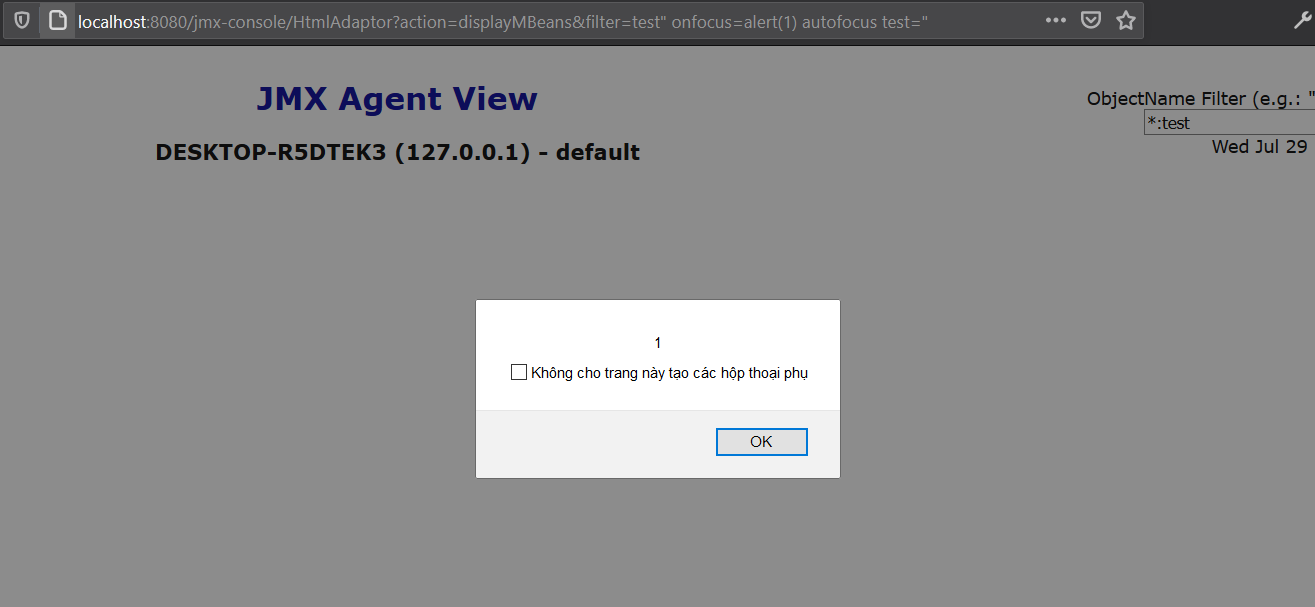 localhost:8080/jmx-console/HtmlAdaptor?action=displayMBeans&filter=test" onfocus=alert(1) autofocus test="
JMX Agent View
ObjectName Filter (e.g.: "
*:test
DESKTOP-R5DTEK3 (127.0.0.1) - default
Wed Jul 29
1
Không cho trang này tạo các hộp thoại phụ
OK